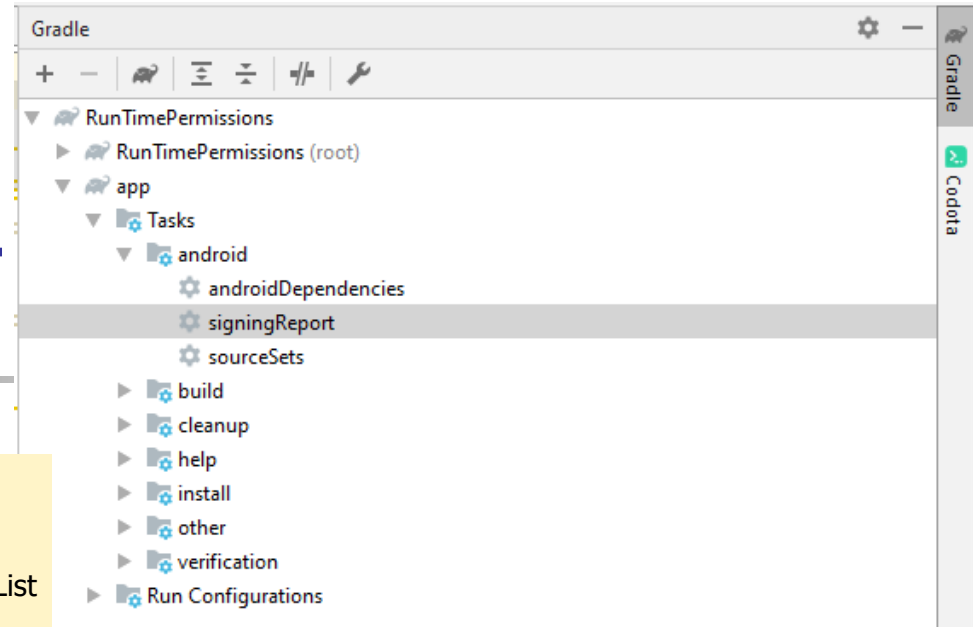 Gradle
RunTimePermissions
RunTimePermissions (root)
app
Tasks
android
androidDependencies
signingReport
sourceSets
build
cleanup
help
install
other
verification
Run Configurations
List
Gradle
Codota